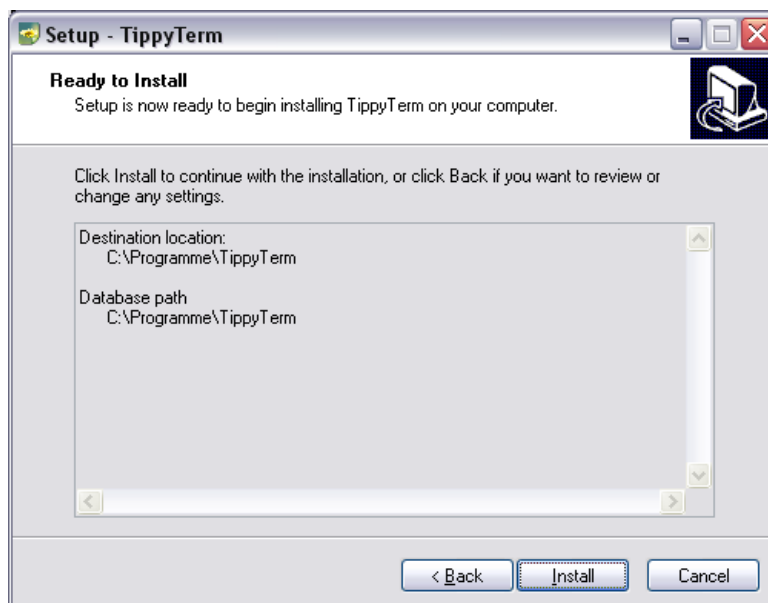 Setup - TippyTerm
Ready to Install
Setup is now ready to begin installing TippyTerm on your computer.
Click Install to continue with the installation, or click Back if you want to review or
change any settings.
Destination location:
C:\Programme\TippyTerm
Database path
C:\Programme\TippyTerm
< Back
Install
Cancel